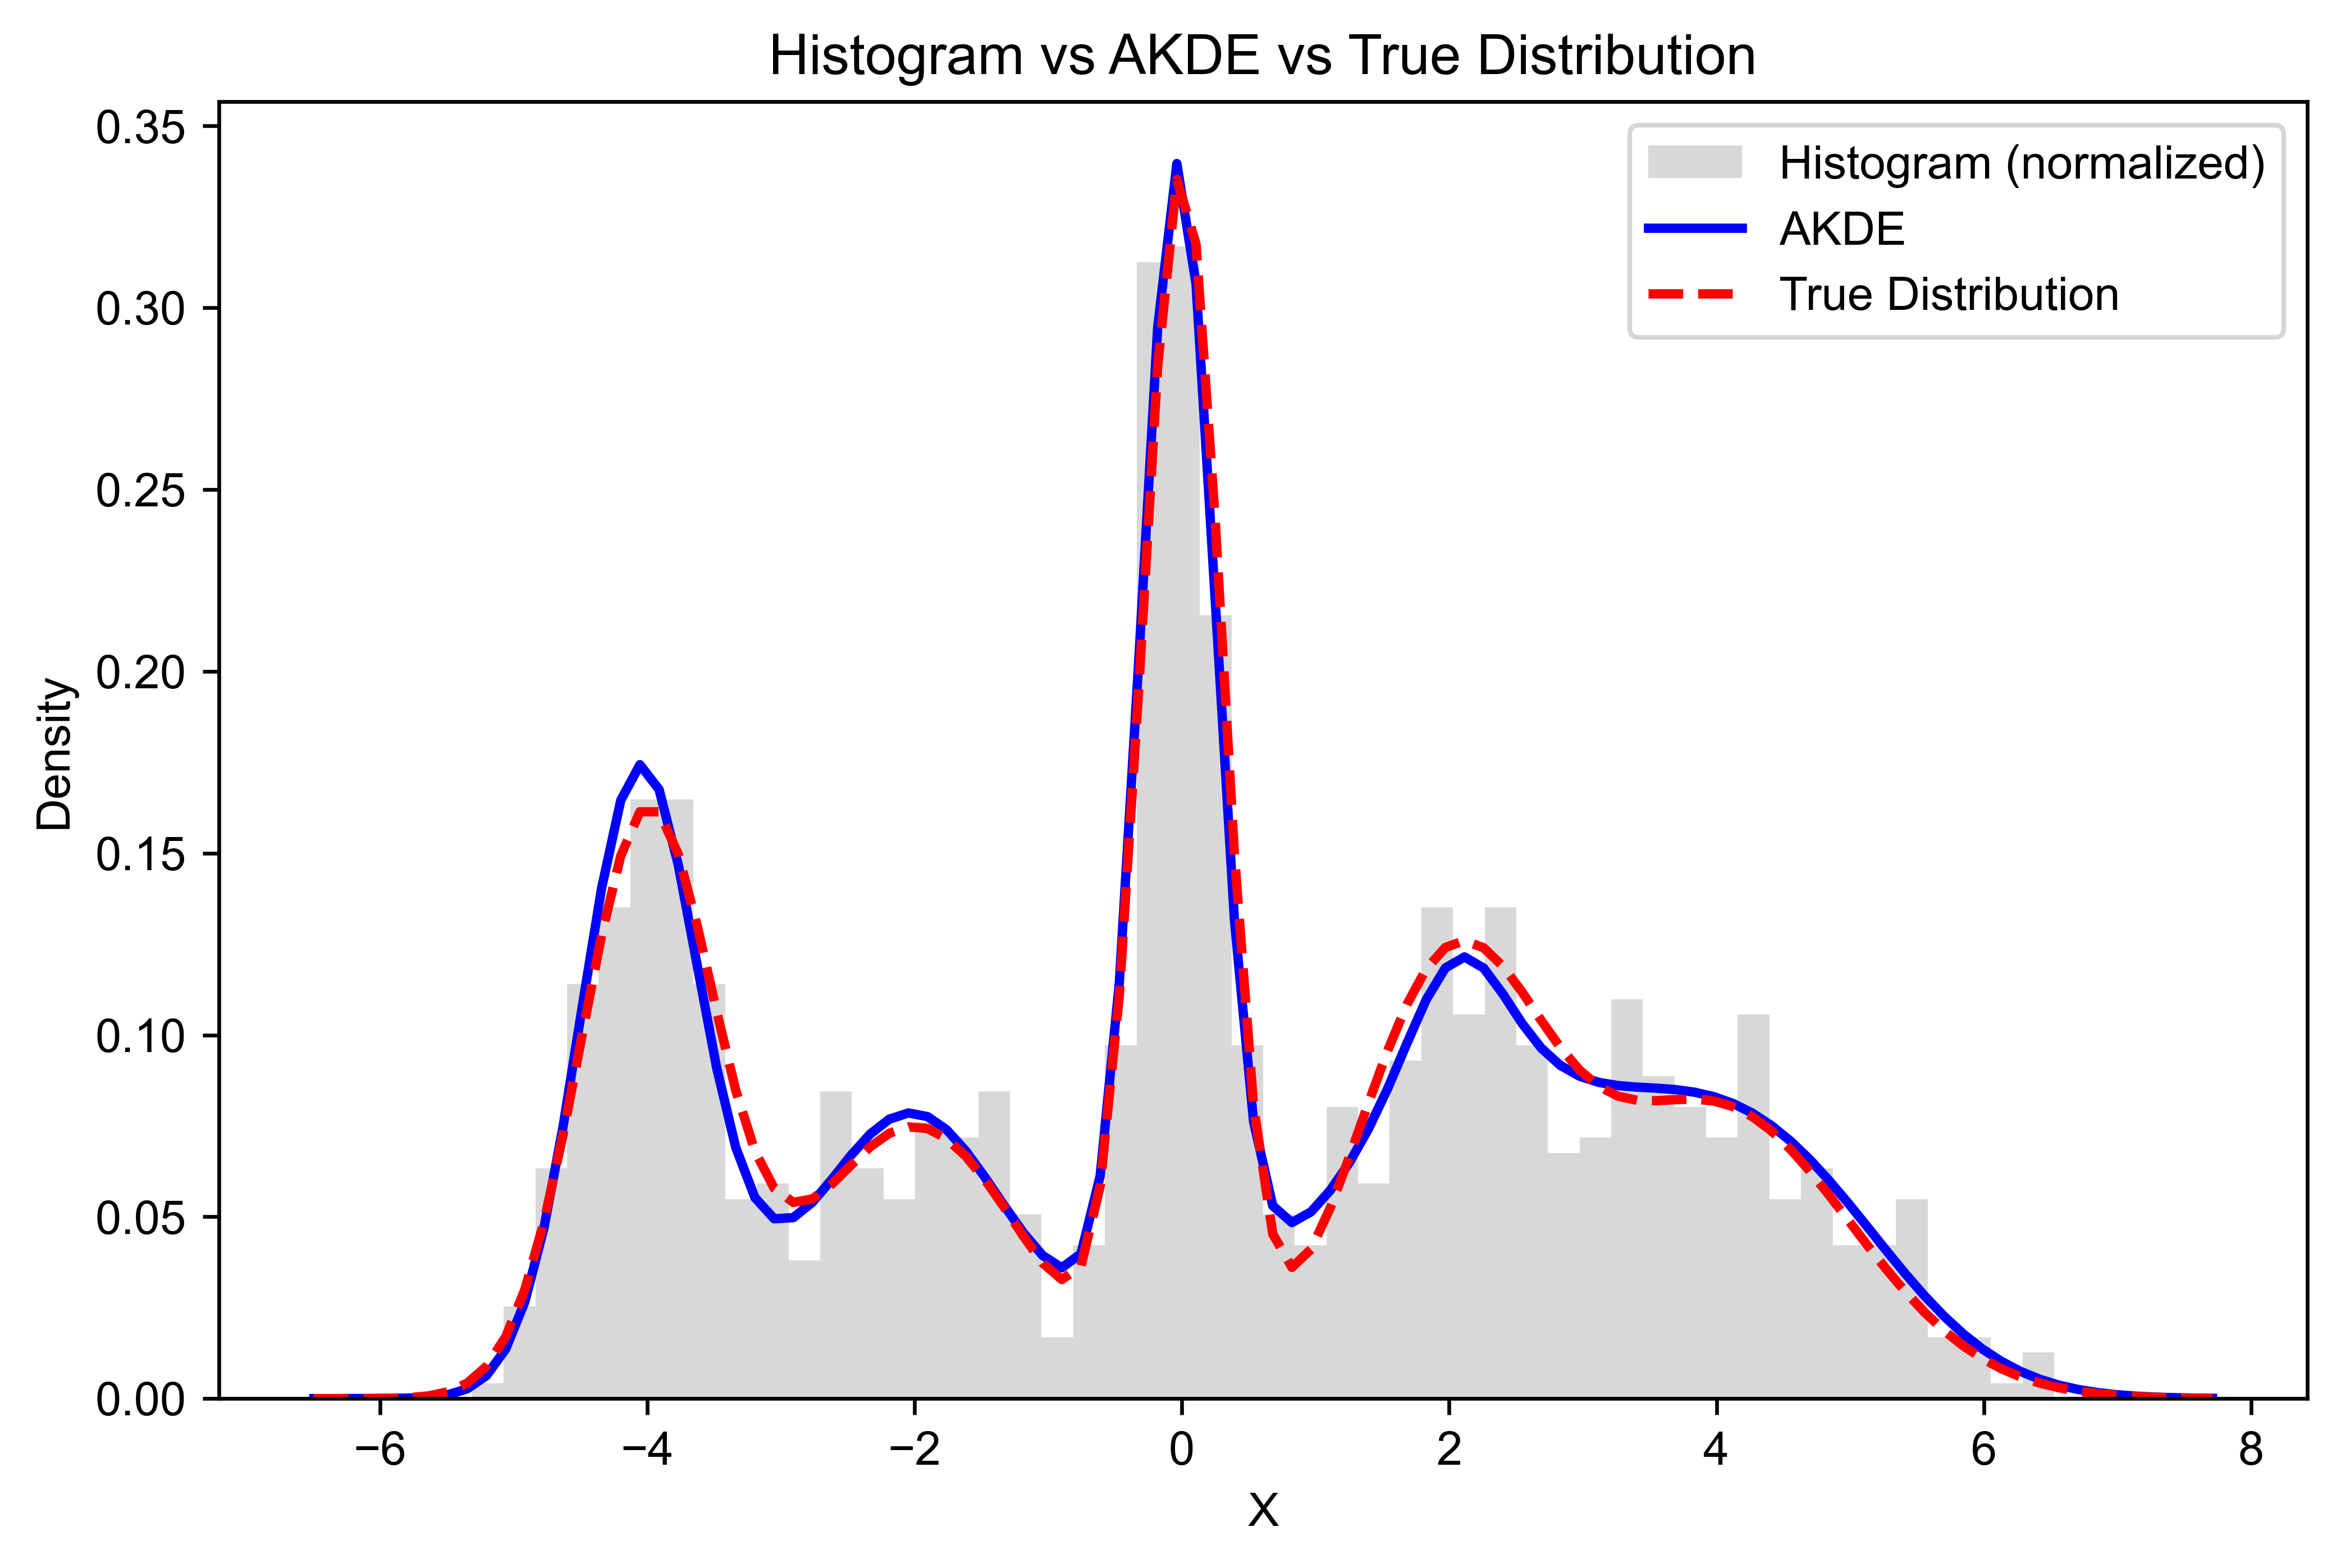 Histogram vs AKDE vs True Distribution
Histogram (normalized)
AKDE
True Distribution
Density
0.35
0.30
0.25
0.20
0.15
0.10
0.05
0.00
−6 −4 −2 0 2 4 6 8
X